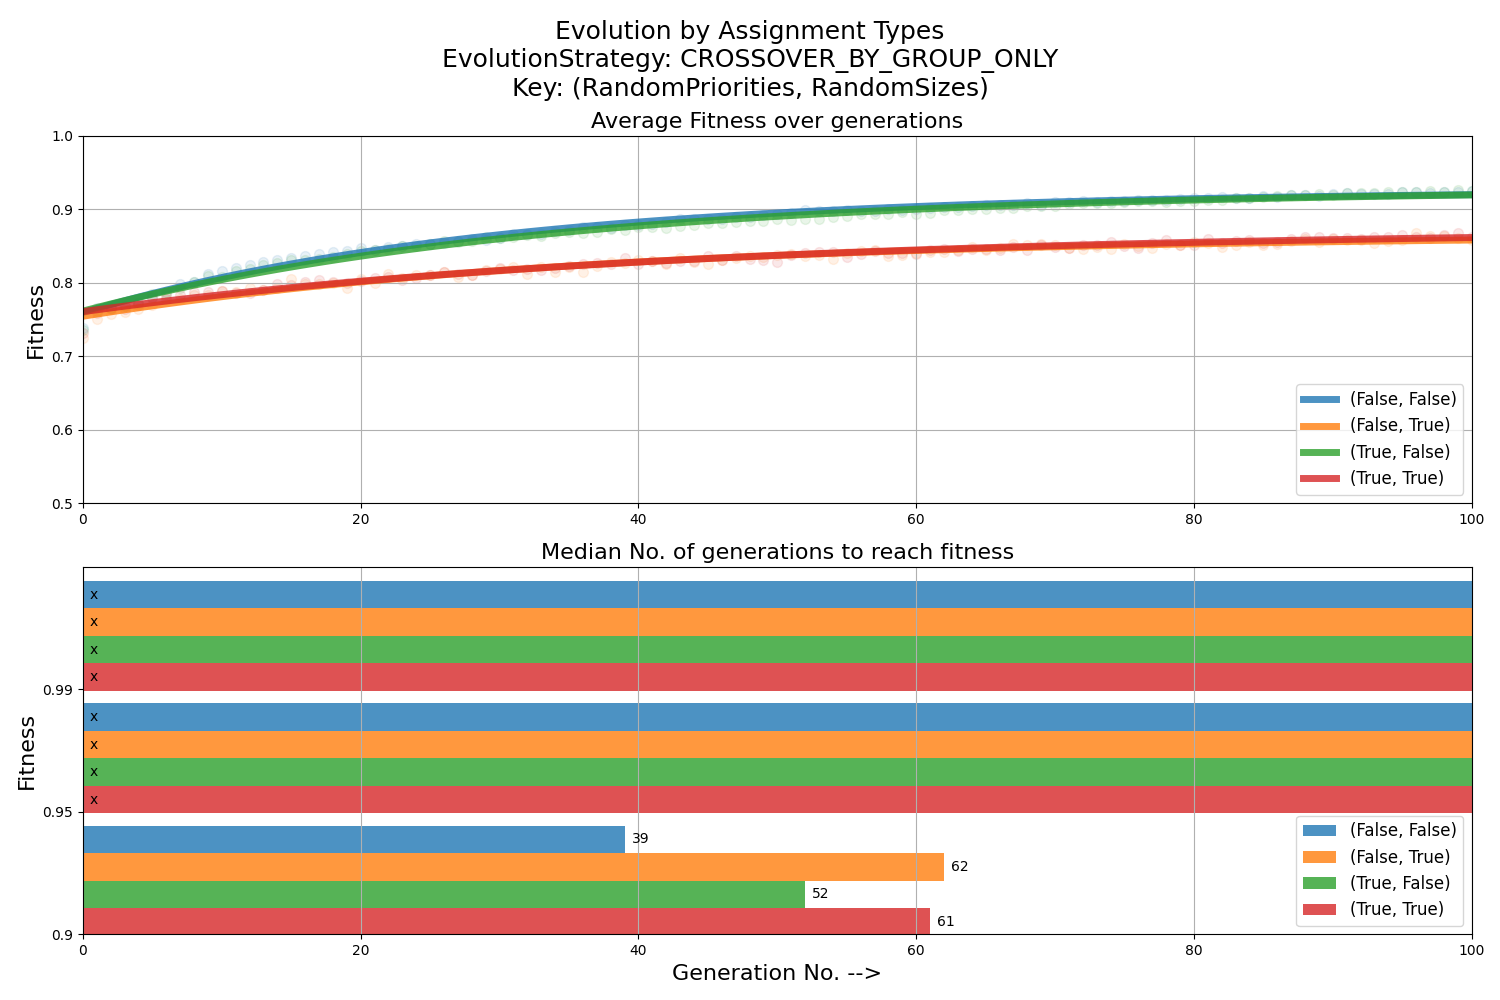 Evolution by Assignment Types
EvolutionStrategy: CROSSOVER_BY_GROUP_ONLY
Key: (RandomPriorities, RandomSizes)
Average Fitness over generations
1.0
0.9
0.8
0.7
0.6
0.5
Fitness
0
20
40
60
80
100
(False, False)
(False, True)
(True, False)
(True, True)
Median No. of generations to reach fitness
x
x
x
x
0.99
x
x
x
x
0.95
39
62
52
61
0.9
Fitness
(False, False)
(False, True)
(True, False)
(True, True)
0
20
40
60
80
100
Generation No. -->